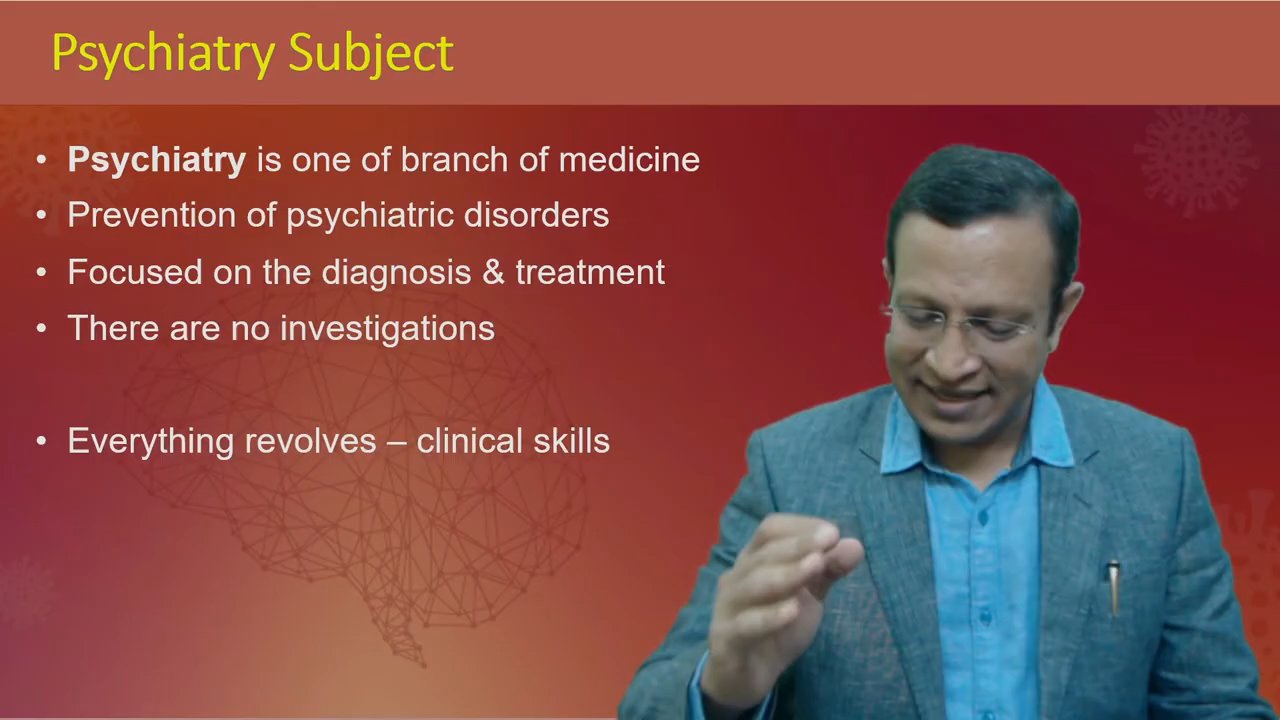 Psychiatry Subject
• Psychiatry is one of branch of medicine
• Prevention of psychiatric disorders
• Focused on the diagnosis & treatment
• There are no investigations
• Everything revolves – clinical skills